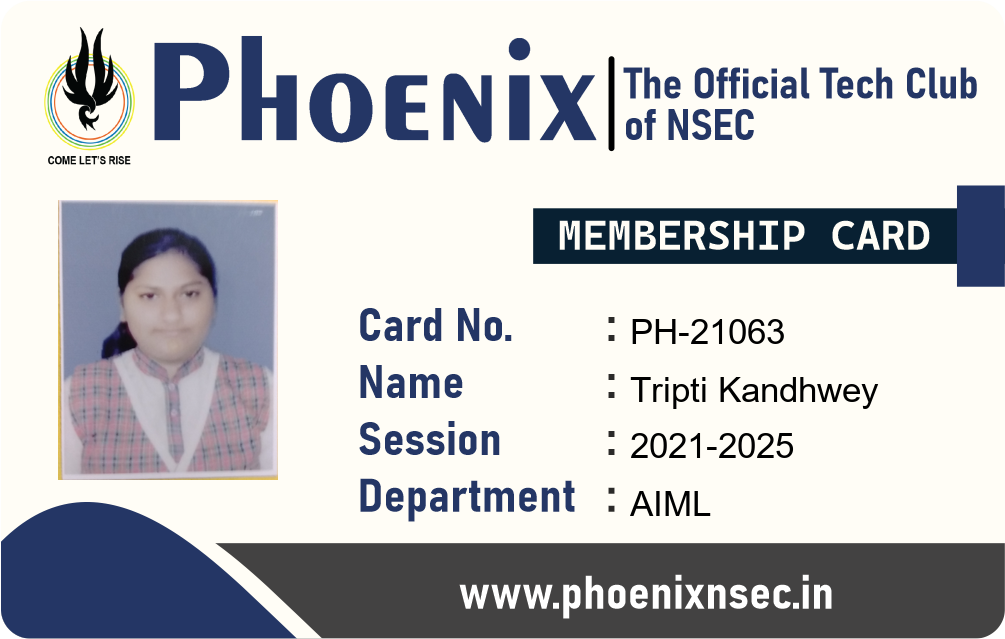 PHOENIX
The Official Tech Club
of NSEC
COME LET'S RISE
MEMBERSHIP CARD
Card No. : PH-21063
Name : Tripti Kandhwey
Session : 2021-2025
Department : AIML
www.phoenixnsec.in